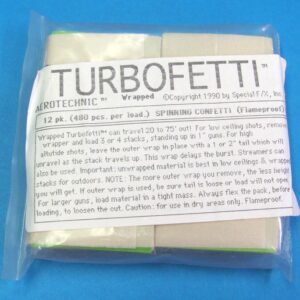 TURBOFETTI™
AEROTECHNIC™ Wrapped ©Copyright 1990 by Special F/X, Inc.
12 pk. (480 pcs. per load.) SPINNING CONFETTI (Flameproof)
Wrapped Turbofetti™ can travel 20 to 75' out! For low ceiling shots, remove
wrapper and load 3 or 4 stacks, standing up in 1" guns. For high
altitude shots, leave the outer wrap in place with a 1 or 2" tail which will
unravel as the stack travels up. This wrap delays the burst. Streamers can
also be used. Important: unwrapped material is best in low ceilings & wrapped
stacks for outdoors. NOTE: The more outer wrap you remove, the less height
you will get. If outer wrap is used, be sure tail is loose or load will not open.
For larger guns, load material in a tight mass. Always flex the pack, before
loading, to loosen the cut. Caution: for use in dry areas only. Flameproof.